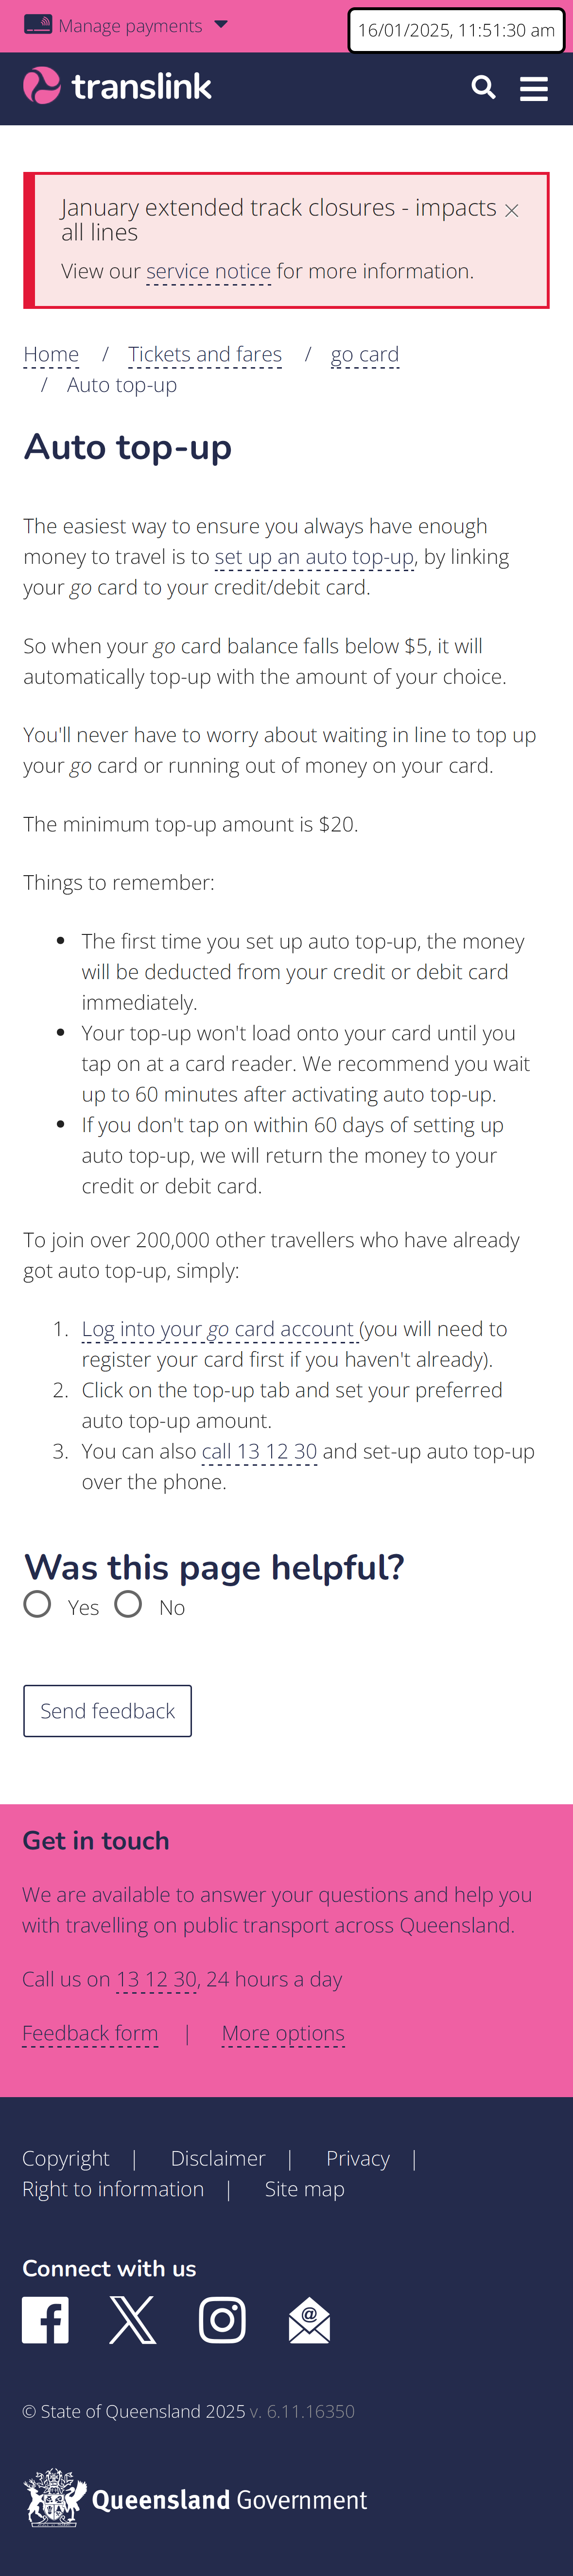 Manage payments
16/01/2025, 11:51:30 am
translink
January extended track closures - impacts
all lines
View our service notice for more information.
Home / Tickets and fares / go card
/ Auto top-up
Auto top-up
The easiest way to ensure you always have enough
money to travel is to set up an auto top-up, by linking
your go card to your credit/debit card.
So when your go card balance falls below $5, it will
automatically top-up with the amount of your choice.
You'll never have to worry about waiting in line to top up
your go card or running out of money on your card.
The minimum top-up amount is $20.
Things to remember:
• The first time you set up auto top-up, the money
will be deducted from your credit or debit card
immediately.
• Your top-up won't load onto your card until you
tap on at a card reader. We recommend you wait
up to 60 minutes after activating auto top-up.
• If you don't tap on within 60 days of setting up
auto top-up, we will return the money to your
credit or debit card.
To join over 200,000 other travellers who have already
got auto top-up, simply:
1. Log into your go card account (you will need to
register your card first if you haven't already).
2. Click on the top-up tab and set your preferred
auto top-up amount.
3. You can also call 13 12 30 and set-up auto top-up
over the phone.
Was this page helpful?
Yes No
Send feedback
Get in touch
We are available to answer your questions and help you
with travelling on public transport across Queensland.
Call us on 13 12 30, 24 hours a day
Feedback form | More options
Copyright | Disclaimer | Privacy |
Right to information | Site map
Connect with us
© State of Queensland 2025 v. 6.11.16350
Queensland Government